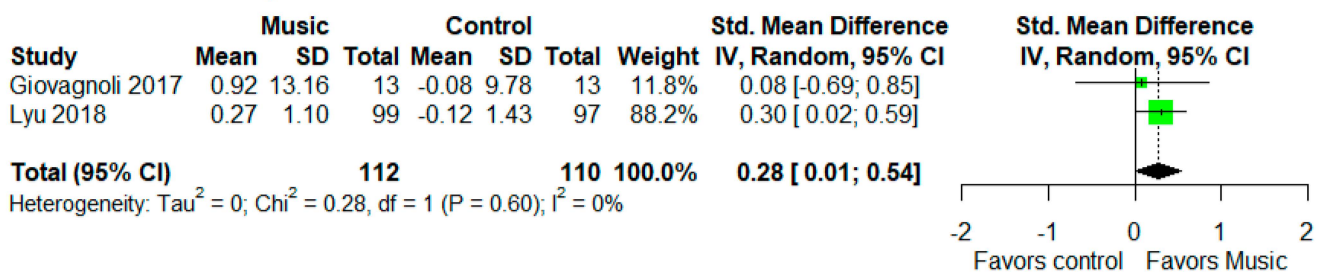 Music Control Std. Mean Difference Std. Mean Difference
Study Mean SD Total Mean SD Total Weight IV, Random, 95% CI IV, Random, 95% CI
Giovagnoli 2017 0.92 13.16 13 -0.08 9.78 13 11.8% 0.08 [-0.69; 0.85]
Lyu 2018 0.27 1.10 99 -0.12 1.43 97 88.2% 0.30 [ 0.02; 0.59]
Total (95% CI) 112 110 100.0% 0.28 [ 0.01; 0.54]
Heterogeneity: Tau² = 0; Chi² = 0.28, df = 1 (P = 0.60); I² = 0%
-2 -1 0 1 2
Favors control Favors Music